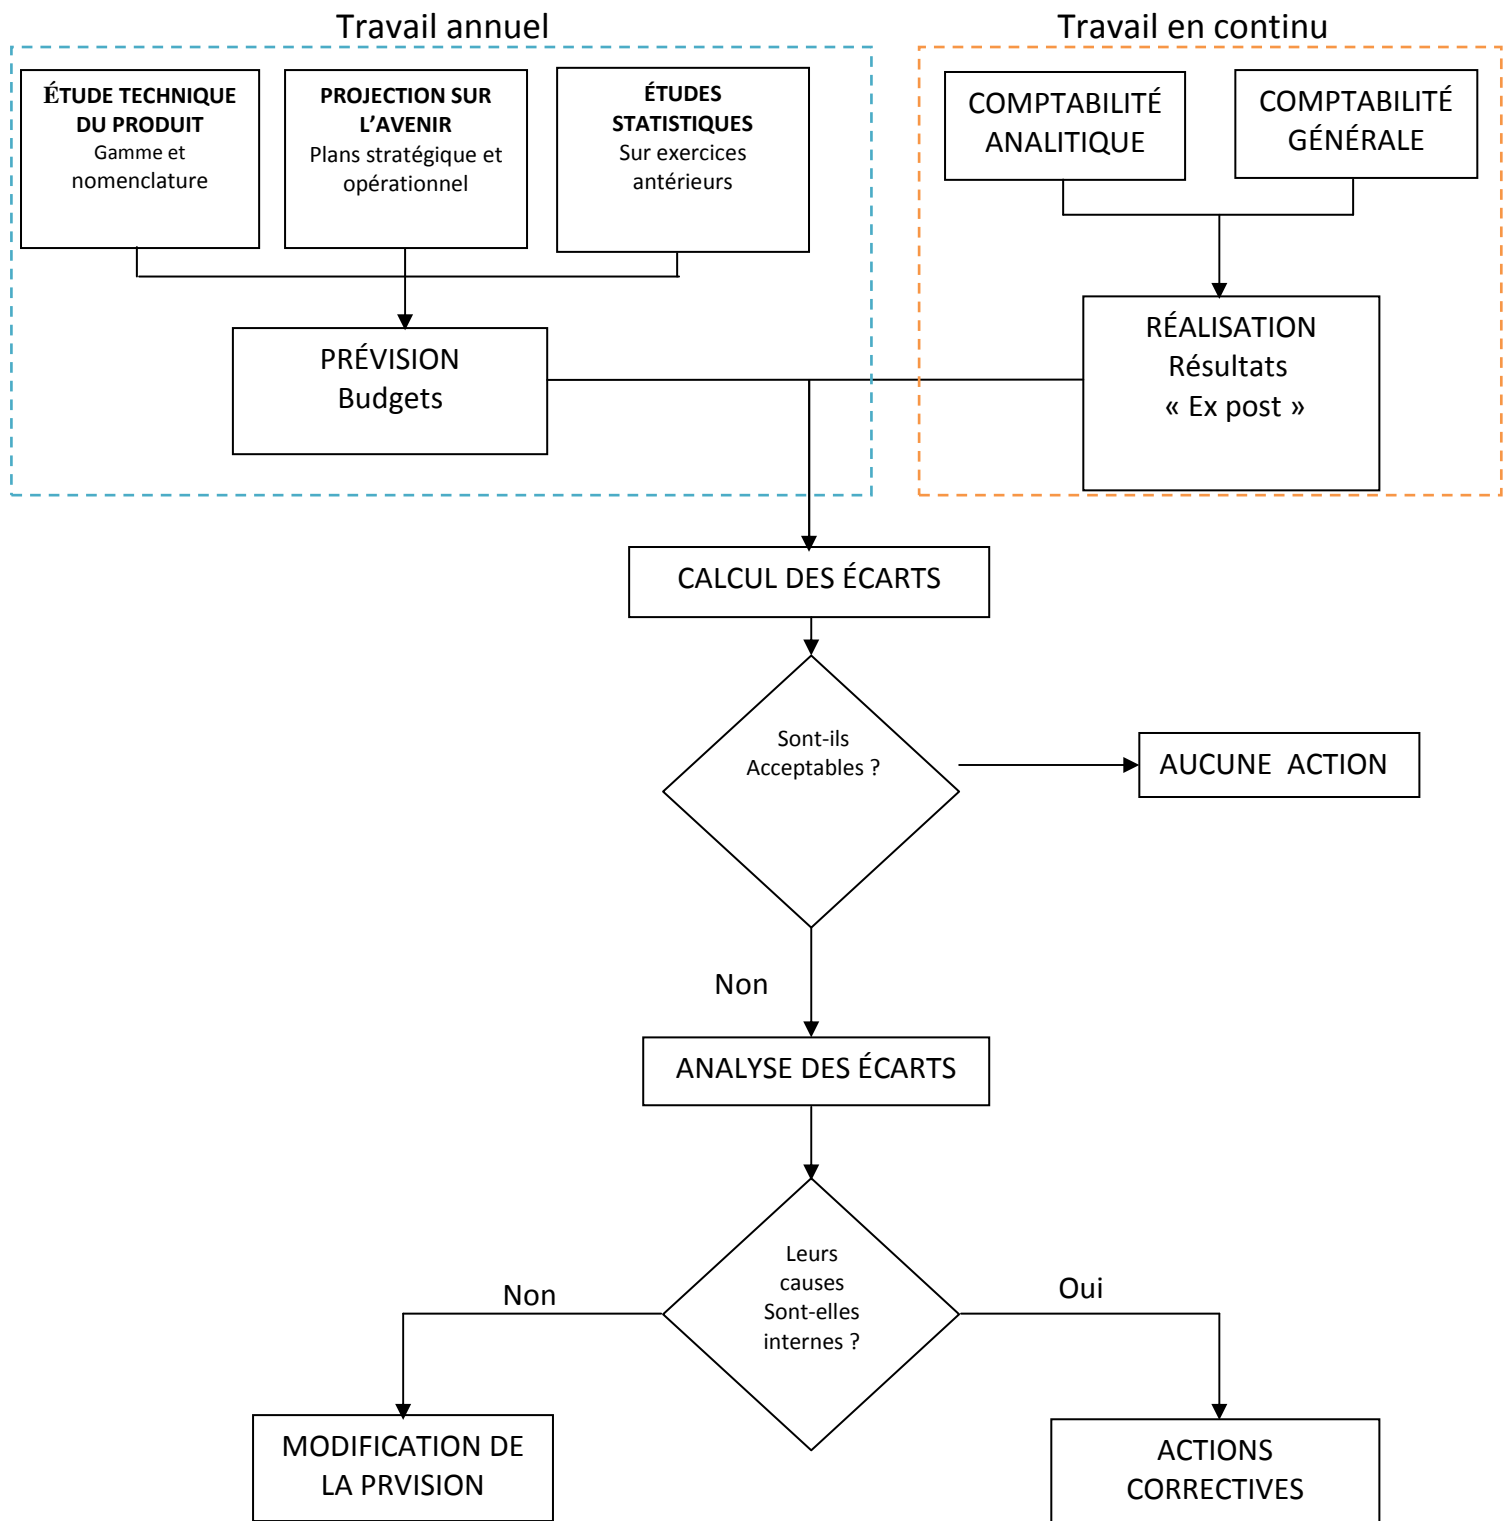 Travail annuel
Travail en continu
ÉTUDE TECHNIQUE
DU PRODUIT
Gamme et
nomenclature
PROJECTION SUR
L’AVENIR
Plans stratégique et
opérationnel
ÉTUDES
STATISTIQUES
Sur exercices
antérieurs
COMPTABILITÉ
ANALITIQUE
COMPTABILITÉ
GÉNÉRALE
PRÉVISION
Budgets
RÉALISATION
Résultats
« Ex post »
CALCUL DES ÉCARTS
Sont-ils
Acceptables ?
AUCUNE ACTION
Non
ANALYSE DES ÉCARTS
Leurs
causes
Sont-elles
internes ?
Non
Oui
MODIFICATION DE
LA PRVISION
ACTIONS
CORRECTIVES